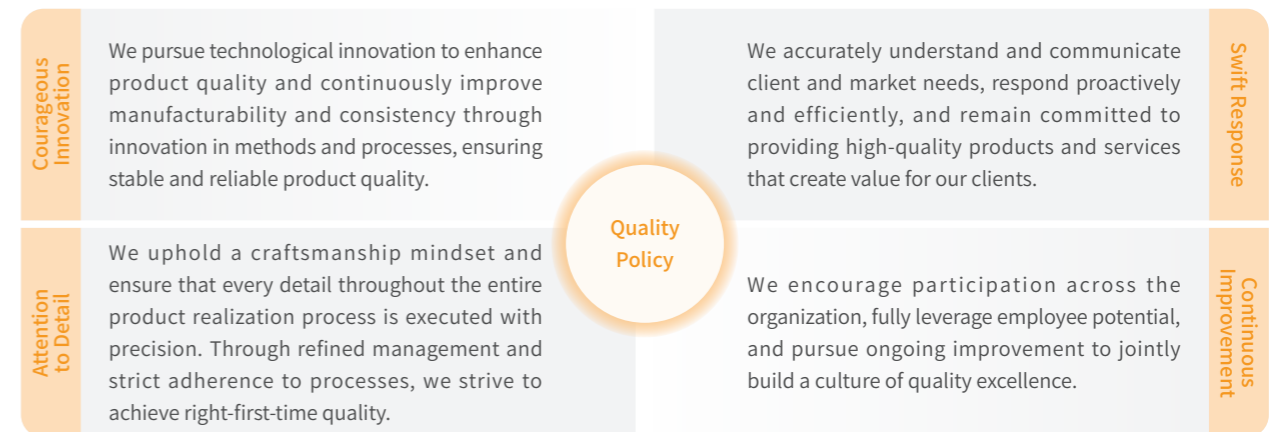 Courageous
Innovation
We pursue technological innovation to enhance
product quality and continuously improve
manufacturability and consistency through
innovation in methods and processes, ensuring
stable and reliable product quality.
We accurately understand and communicate
client and market needs, respond proactively
and efficiently, and remain committed to
providing high-quality products and services
that create value for our clients.
Swift Response
Quality
Policy
Attention
to Detail
We uphold a craftsmanship mindset and
ensure that every detail throughout the entire
product realization process is executed with
precision. Through refined management and
strict adherence to processes, we strive to
achieve right-first-time quality.
We encourage participation across the
organization, fully leverage employee potential,
and pursue ongoing improvement to jointly
build a culture of quality excellence.
Continuous
Improvement